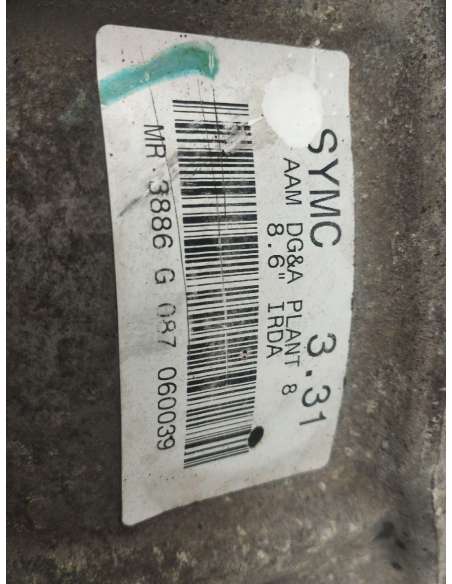 SYMC 3.31
AAM DG&A PLANT 8
8.6" IRDA
MR 3886 G 087 060039